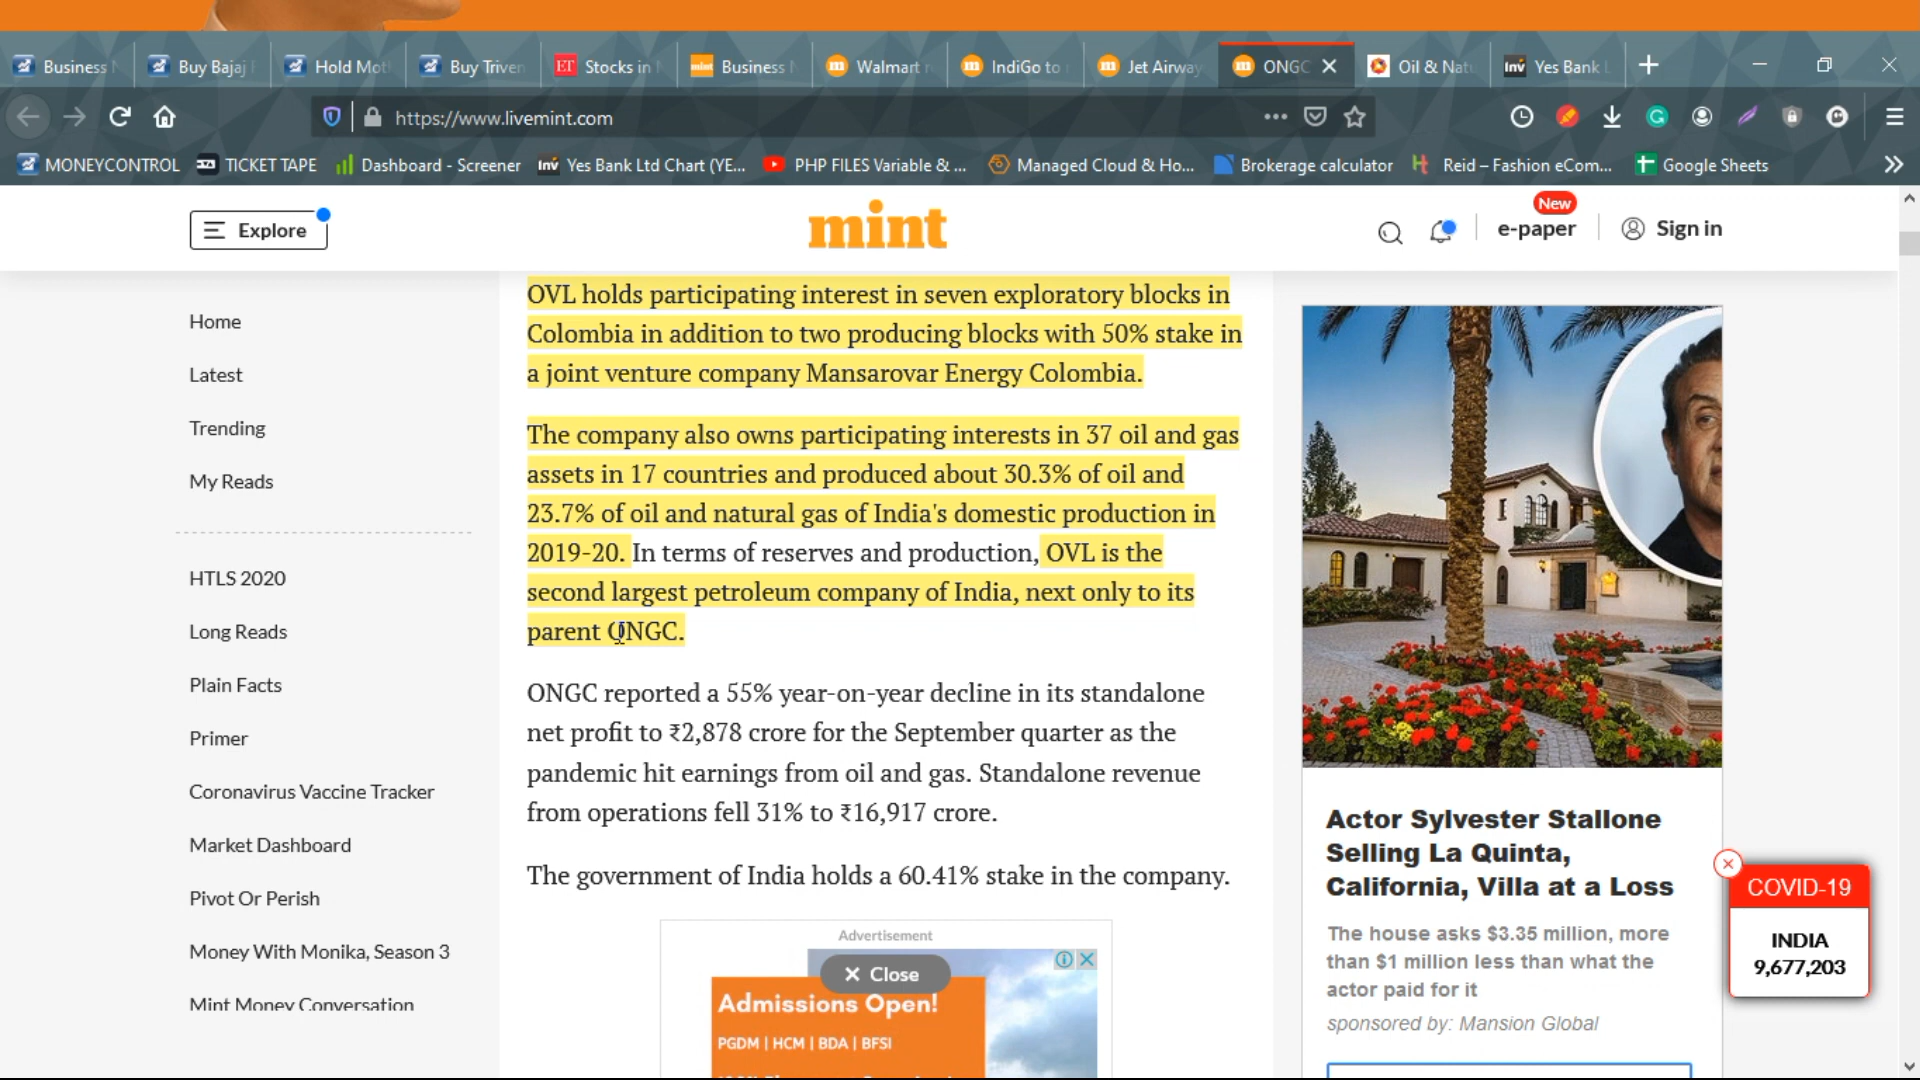 Business N
Buy Bajaj F
Hold Mot
Buy Triven
ET Stocks in
mint Business N
Walmart
IndiGo to
Jet Airway
ONGC
Oil & Nat
Inv Yes Bank L
https://www.livemint.com
MONEYCONTROL
TICKET TAPE
Dashboard - Screener
Inv Yes Bank Ltd Chart (YE...
PHP FILES Variable & ...
Managed Cloud & Ho...
Brokerage calculator
Reid – Fashion eCom...
Google Sheets
Explore
mint
New
e-paper
Sign in
Home
Latest
Trending
My Reads
HTLS 2020
Long Reads
Plain Facts
Primer
Coronavirus Vaccine Tracker
Market Dashboard
Pivot Or Perish
Money With Monika, Season 3
Mint Money Conversation
OVL holds participating interest in seven exploratory blocks in
Colombia in addition to two producing blocks with 50% stake in
a joint venture company Mansarovar Energy Colombia.
The company also owns participating interests in 37 oil and gas
assets in 17 countries and produced about 30.3% of oil and
23.7% of oil and natural gas of India's domestic production in
2019-20. In terms of reserves and production, OVL is the
second largest petroleum company of India, next only to its
parent ONGC.
ONGC reported a 55% year-on-year decline in its standalone
net profit to ₹2,878 crore for the September quarter as the
pandemic hit earnings from oil and gas. Standalone revenue
from operations fell 31% to ₹16,917 crore.
The government of India holds a 60.41% stake in the company.
Advertisement
Close
Admissions Open!
PGDM | HCM | BDA | BFSI
Actor Sylvester Stallone
Selling La Quinta,
California, Villa at a Loss
The house asks $3.35 million, more
than $1 million less than what the
actor paid for it
sponsored by: Mansion Global
COVID-19
INDIA
9,677,203